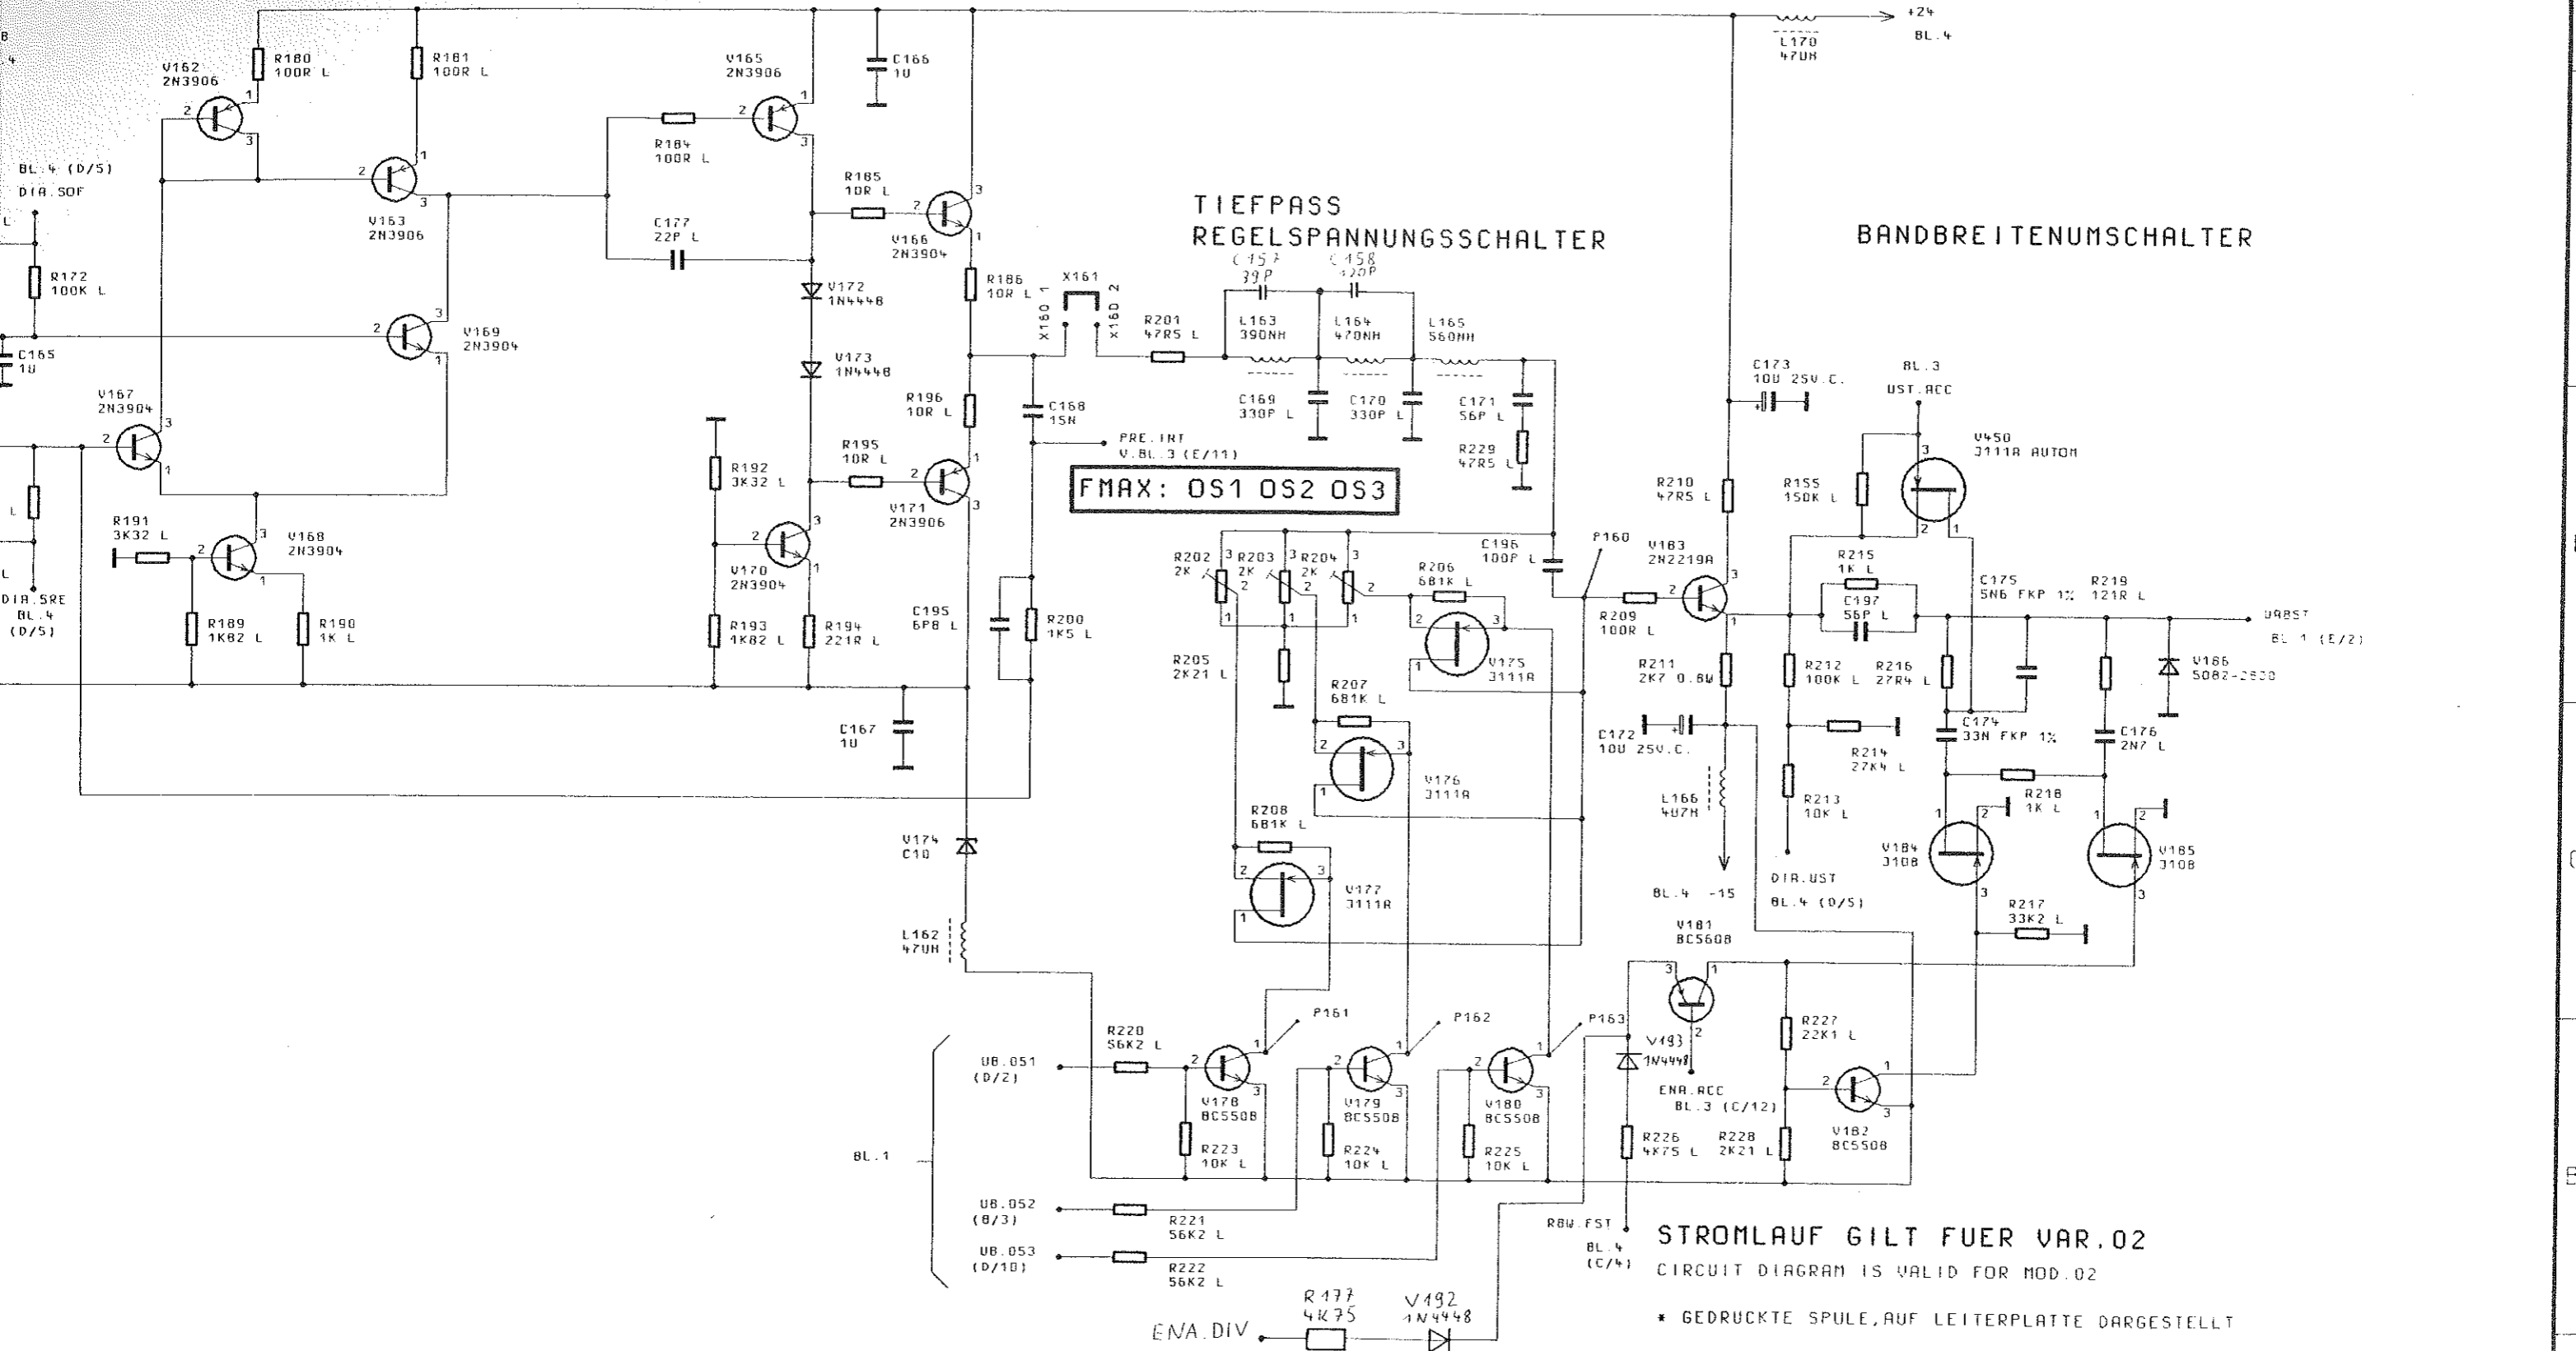 B
4
V162
2N3906
R180
100R L
R181
100R L
V165
2N3906
C166
1U
+24
BL.4
L170
47UH
BL.4 (D/5)
DIA.SOF
L
V163
2N3906
R184
100R L
R185
10R L
C177
22P L
V166
2N3904
TIEFPASS
REGELSPANNUNGSSCHALTER
BANDBREITENUMSCHALTER
R172
100K L
C165
1U
V169
2N3904
V172
1N4448
V173
1N4448
R186
10R L
X161
X160 1
X160 2
R201
47R5 L
C157
39P
C158
L163
390NH
L164
470NH
L165
560NH
C169
330P L
C170
330P L
C171
56P L
R229
47R5 L
V167
2N3904
R196
10R L
C168
15N
PRE.INT
V.BL.3 (E/11)
FMAX: OS1 OS2 OS3
C173
10U 25V.C.
BL.3
UST.ACC
V450
J111A AUTOM
R210
47R5 L
R155
150K L
R192
3K32 L
R195
10R L
V171
2N3906
L
R191
3K32 L
V168
2N3904
V170
2N3904
L
DIA.SRE
BL.4
(D/5)
R189
1K82 L
R190
1K L
R193
1K82 L
R194
221R L
C195
6P8 L
R200
1K5 L
C167
1U
R202
2K
R203
2K
R204
2K
R206
681K L
C196
100P L
P160
V183
2N2219A
R209
100R L
R215
1K L
C197
56P L
C175
5N6 FKP 1%
R219
121R L
UABST
BL 1 (E/2)
R205
2K21 L
V175
J111A
R207
681K L
V176
J111A
R208
681K L
V177
J111A
R211
2K7 0.6W
R212
100K L
R216
27R4 L
V186
C172
10U 25V.C.
R214
27K4 L
C174
33N FKP 1%
C176
2N7 L
L166
4U7H
R213
10K L
R218
1K L
V184
J108
V185
J108
BL.4 -15
DIA.UST
BL.4 (D/5)
R217
33K2 L
V174
C10
L162
47UH
V181
BC560B
BL.1
UB.OS1
(D/2)
R220
56K2 L
P161
P162
P163
V178
BC550B
V179
BC550B
V180
BC550B
R223
10K L
R224
10K L
R225
10K L
V193
1N4448
ENA.ACC
BL.3 (C/12)
R227
22K1 L
R226
4K75 L
R228
2K21 L
V182
BC550B
UB.OS2
(B/3)
R221
56K2 L
UB.OS3
(D/10)
R222
56K2 L
RBW.FST
BL.4
(C/4)
STROMLAUF GILT FUER VAR.02
CIRCUIT DIAGRAM IS VALID FOR MOD.02
* GEDRUCKTE SPULE,AUF LEITERPLATTE DARGESTELLT
ENA.DIV
R177
4K75
V192
1N4448